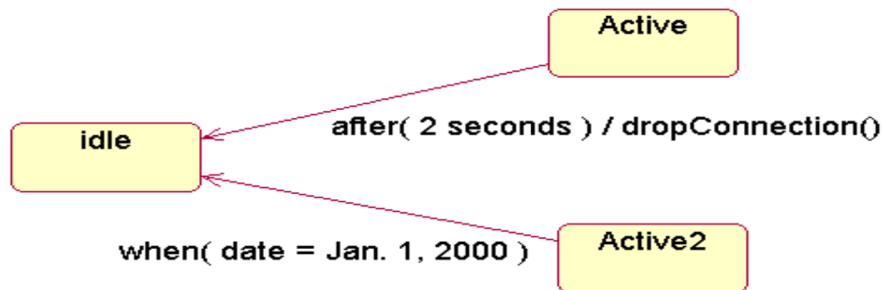 Active
after( 2 seconds ) / dropConnection()
idle
when( date = Jan. 1, 2000 )
Active2